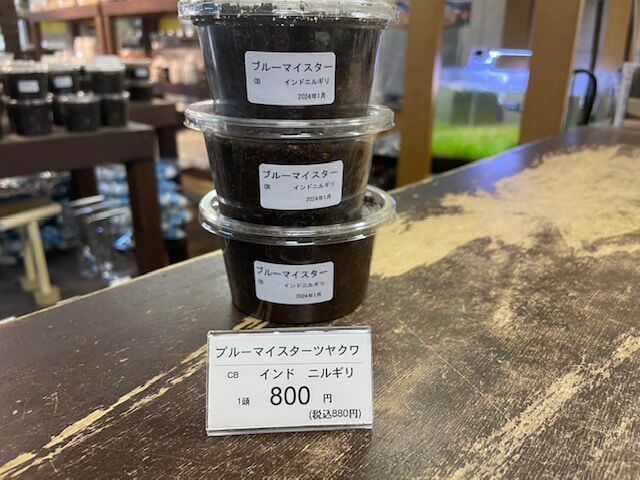 ブルーマイスター
CB インドニルギリ
2024年1月
ブルーマイスター
CB インドニルギリ
2024年1月
ブルーマイスター
CB インドニルギリ
2024年1月
ブルーマイスターツヤクワ
CB インド ニルギリ
1頭 800 円
(税込880円)